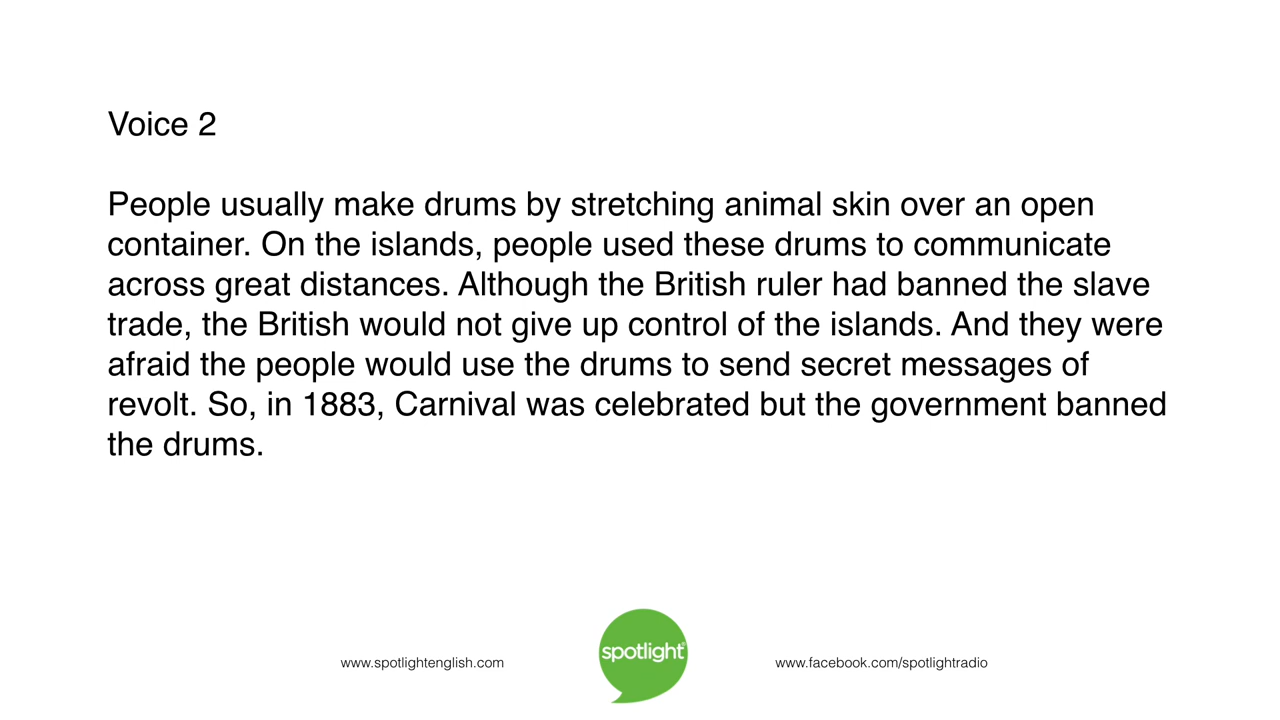 Voice 2
People usually make drums by stretching animal skin over an open
container. On the islands, people used these drums to communicate
across great distances. Although the British ruler had banned the slave
trade, the British would not give up control of the islands. And they were
afraid the people would use the drums to send secret messages of
revolt. So, in 1883, Carnival was celebrated but the government banned
the drums.
www.spotlightenglish.com
spotlight®
www.facebook.com/spotlightradio